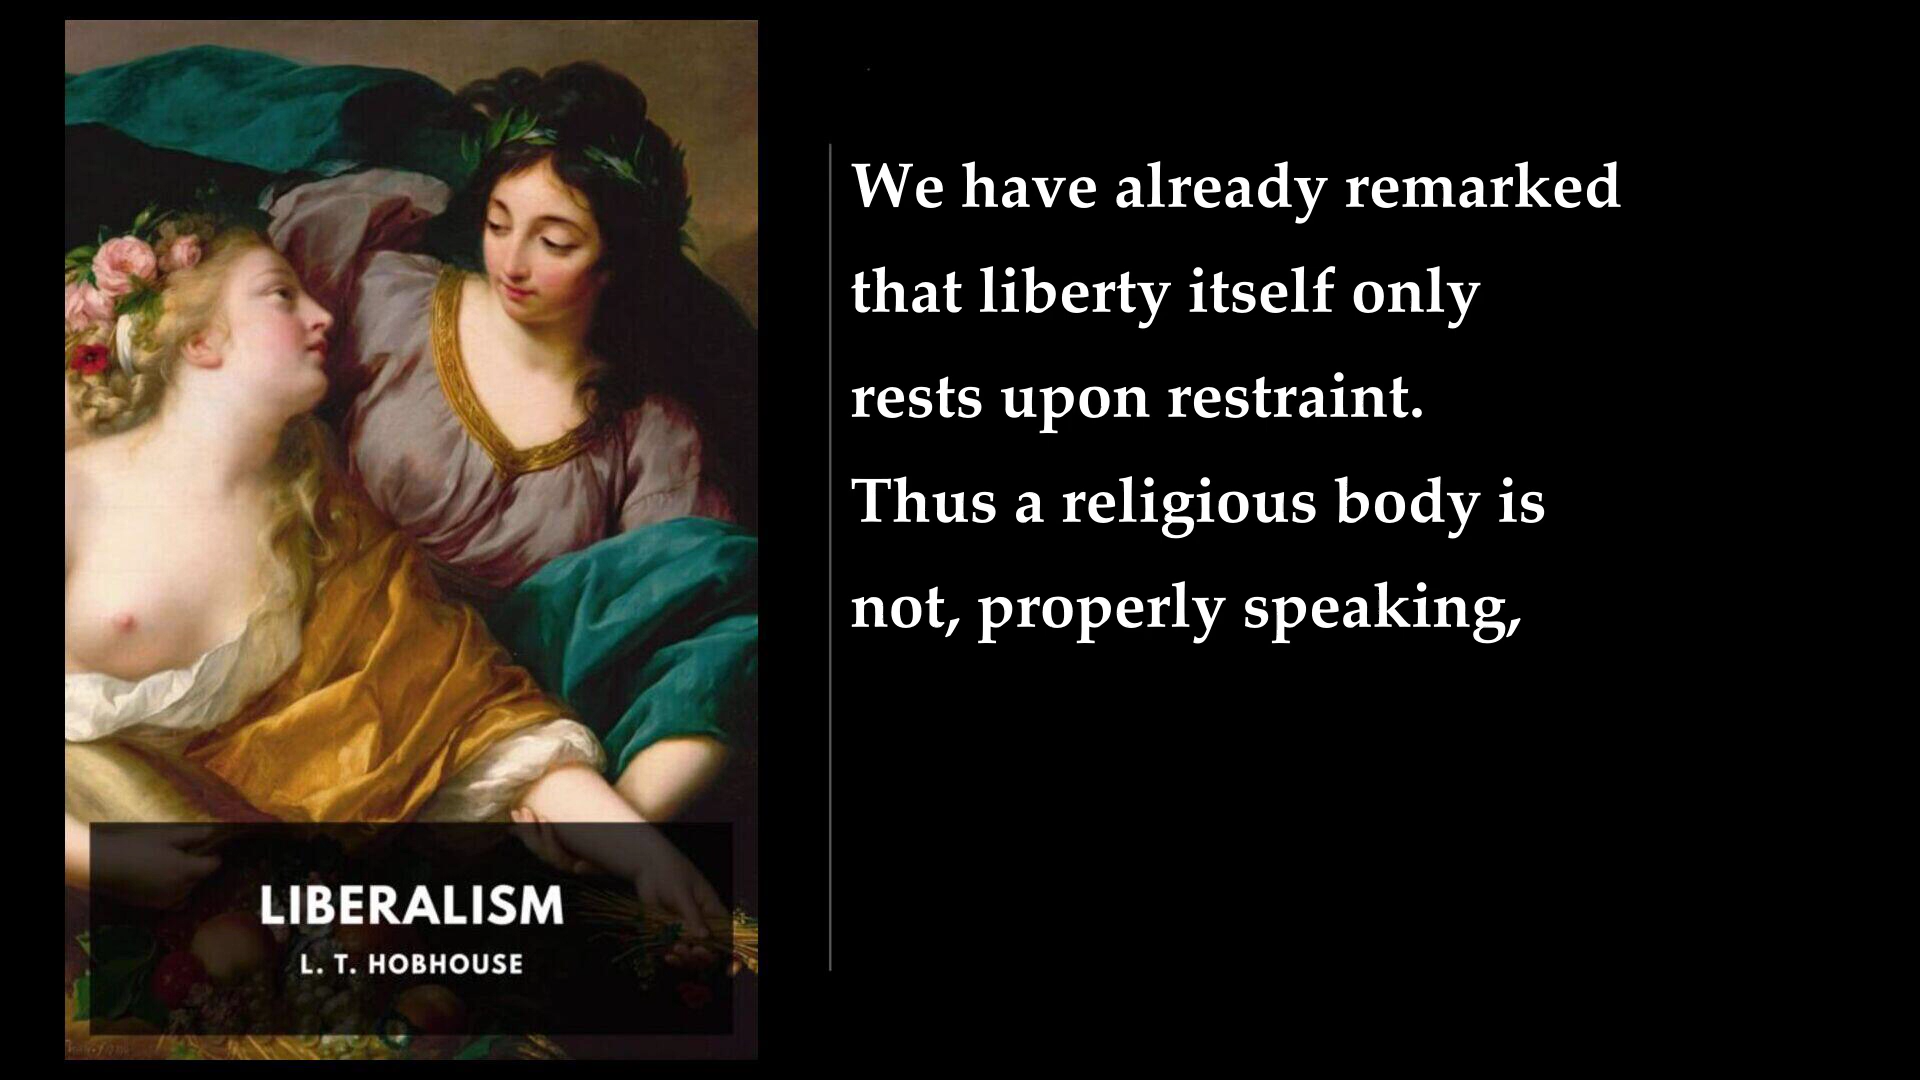 LIBERALISM
L. T. HOBHOUSE
We have already remarked
that liberty itself only
rests upon restraint.
Thus a religious body is
not, properly speaking,